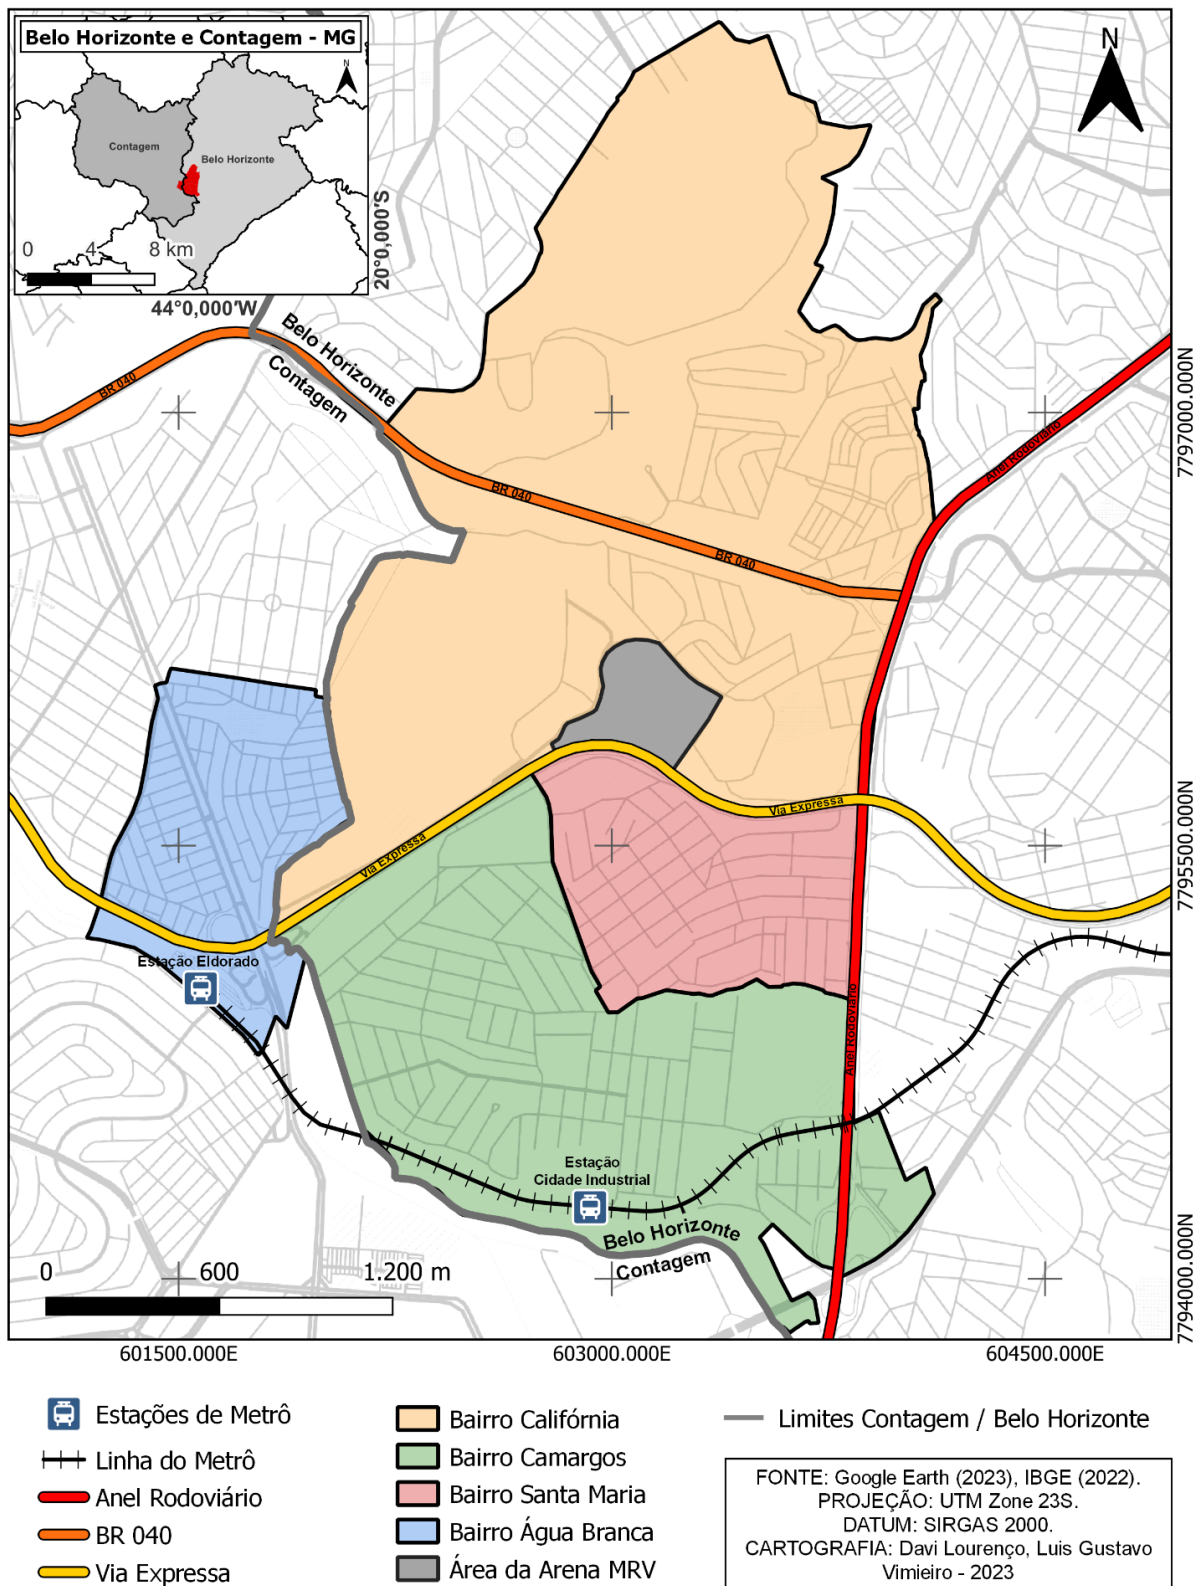 Belo Horizonte e Contagem - MG
N
Contagem
Belo Horizonte
0 4 8 km
20°0,000'S
44°0,000'W
N
Belo Horizonte
Contagem
BR 040
BR 040
BR 040
Anel Rodoviário
7797000.000N
Via Expressa
Via Expressa
7795500.000N
Estação Eldorado
Anel Rodoviário
Estação
Cidade Industrial
Belo Horizonte
Contagem
0 600 1.200 m
7794000.000N
601500.000E
603000.000E
604500.000E
Estações de Metrô
Linha do Metrô
Anel Rodoviário
BR 040
Via Expressa
Bairro Califórnia
Bairro Camargos
Bairro Santa Maria
Bairro Água Branca
Área da Arena MRV
Limites Contagem / Belo Horizonte
FONTE: Google Earth (2023), IBGE (2022).
PROJEÇÃO: UTM Zone 23S.
DATUM: SIRGAS 2000.
CARTOGRAFIA: Davi Lourenço, Luis Gustavo
Vimieiro - 2023